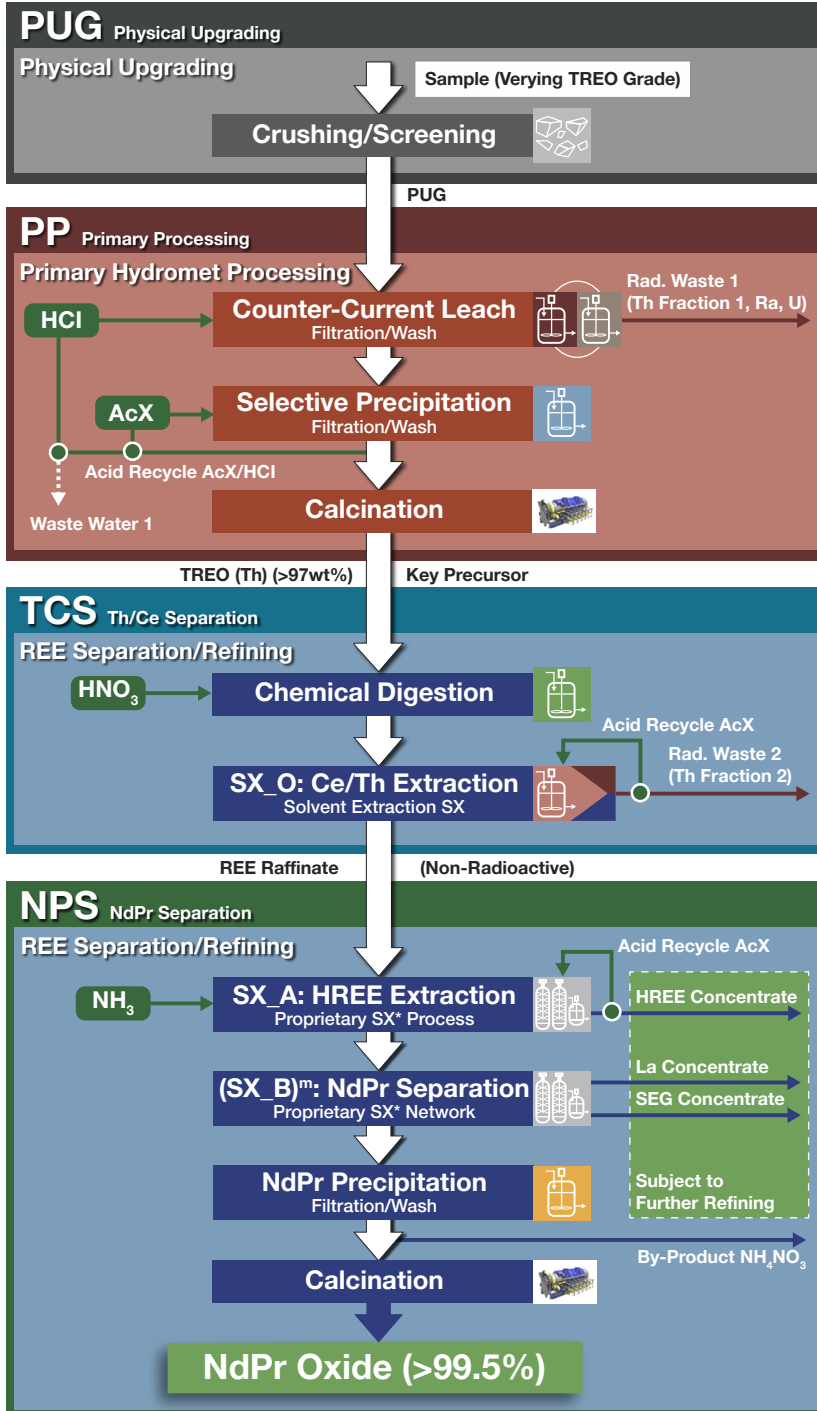 PUG Physical Upgrading
Physical Upgrading
Sample (Verying TREO Grade)
Crushing/Screening
PUG
PP Primary Processing
Primary Hydromet Processing
HCl
Counter-Current Leach
Filtration/Wash
Rad. Waste 1
(Th Fraction 1, Ra, U)
AcX
Selective Precipitation
Filtration/Wash
Acid Recycle AcX/HCl
Waste Water 1
Calcination
TREO (Th) (>97wt%) Key Precursor
TCS Th/Ce Separation
REE Separation/Refining
HNO₃
Chemical Digestion
Acid Recycle AcX
SX_O: Ce/Th Extraction
Solvent Extraction SX
Rad. Waste 2
(Th Fraction 2)
REE Raffinate (Non-Radioactive)
NPS NdPr Separation
REE Separation/Refining
Acid Recycle AcX
NH₃
SX_A: HREE Extraction
Proprietary SX* Process
HREE Concentrate
(SX_B)ᵐ: NdPr Separation
Proprietary SX* Network
La Concentrate
SEG Concentrate
NdPr Precipitation
Filtration/Wash
Subject to
Further Refining
By-Product NH₄NO₃
Calcination
NdPr Oxide (>99.5%)